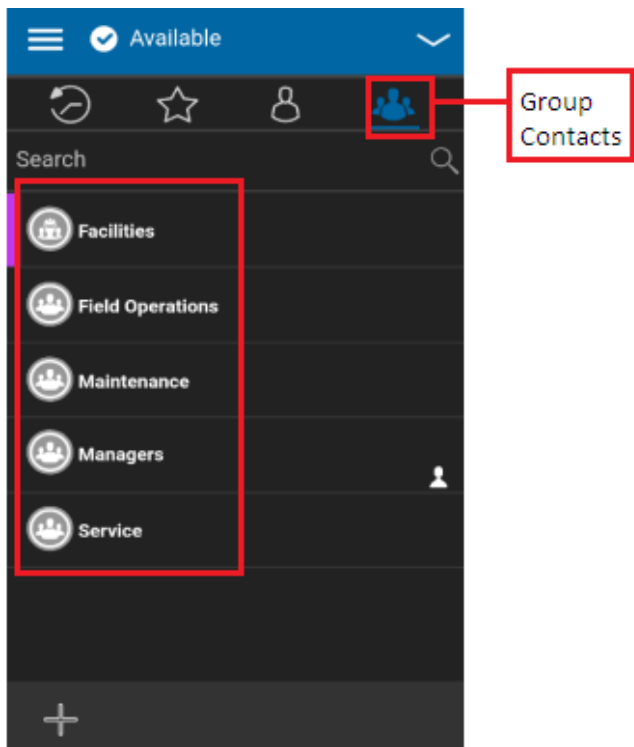 Available
Group
Contacts
Search
Facilities
Field Operations
Maintenance
Managers
Service